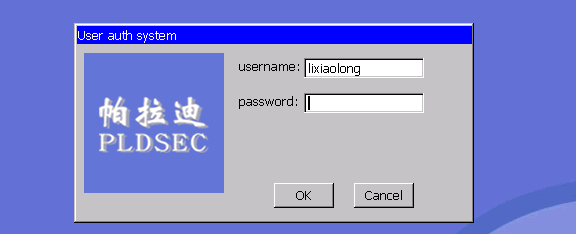 User auth system
username: lixiaolong
password:
帕拉迪
PLDSEC
OK Cancel